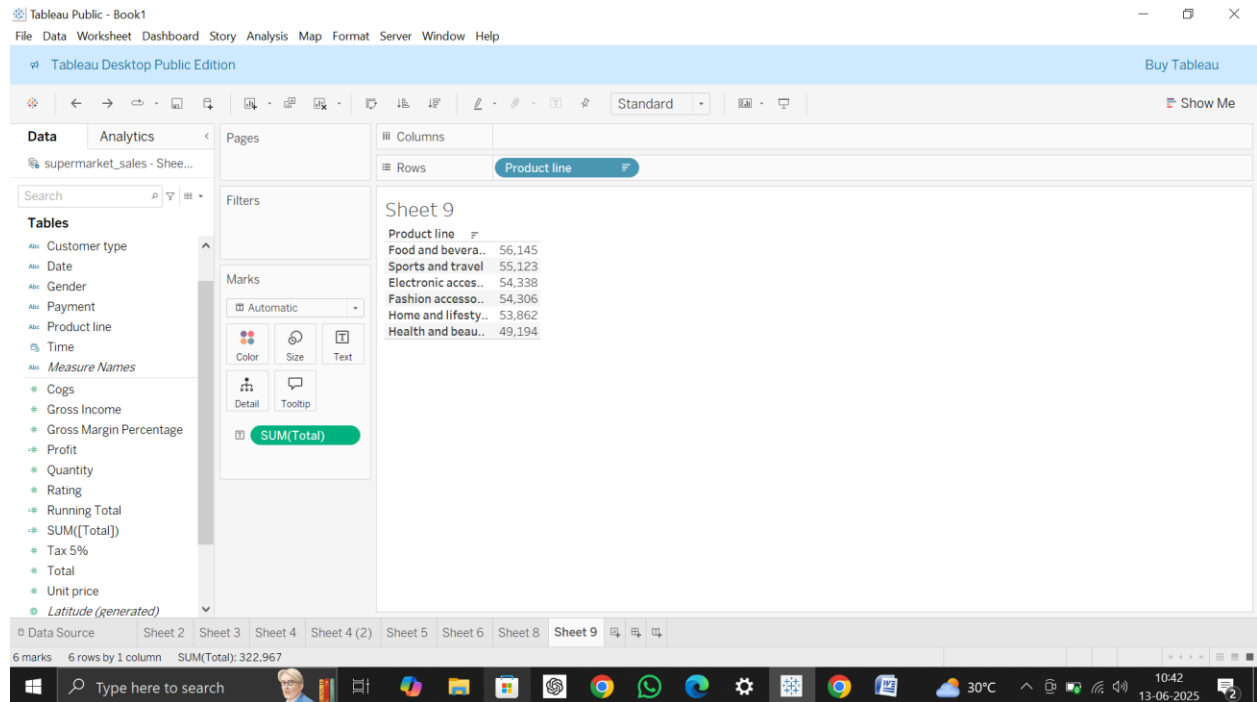 Tableau Public - Book1
File Data Worksheet Dashboard Story Analysis Map Format Server Window Help
Tableau Desktop Public Edition Buy Tableau
Standard Show Me
Data Analytics
supermarket_sales - Shee...
Search
Tables
Abc Customer type
Abc Date
Abc Gender
Abc Payment
Abc Product line
Time
Abc Measure Names
# Cogs
# Gross Income
# Gross Margin Percentage
=# Profit
# Quantity
# Rating
=# Running Total
=# SUM([Total])
# Tax 5%
# Total
# Unit price
Latitude (generated)
Pages
Filters
Marks
Automatic
Color Size Text
Detail Tooltip
SUM(Total)
Columns
Rows Product line
Sheet 9
Product line
Food and bevera.. 56,145
Sports and travel 55,123
Electronic acces.. 54,338
Fashion accesso.. 54,306
Home and lifesty.. 53,862
Health and beau.. 49,194
Data Source Sheet 2 Sheet 3 Sheet 4 Sheet 4 (2) Sheet 5 Sheet 6 Sheet 8 Sheet 9
6 marks 6 rows by 1 column SUM(Total): 322,967
Type here to search
30°C
10:42
13-06-2025
2